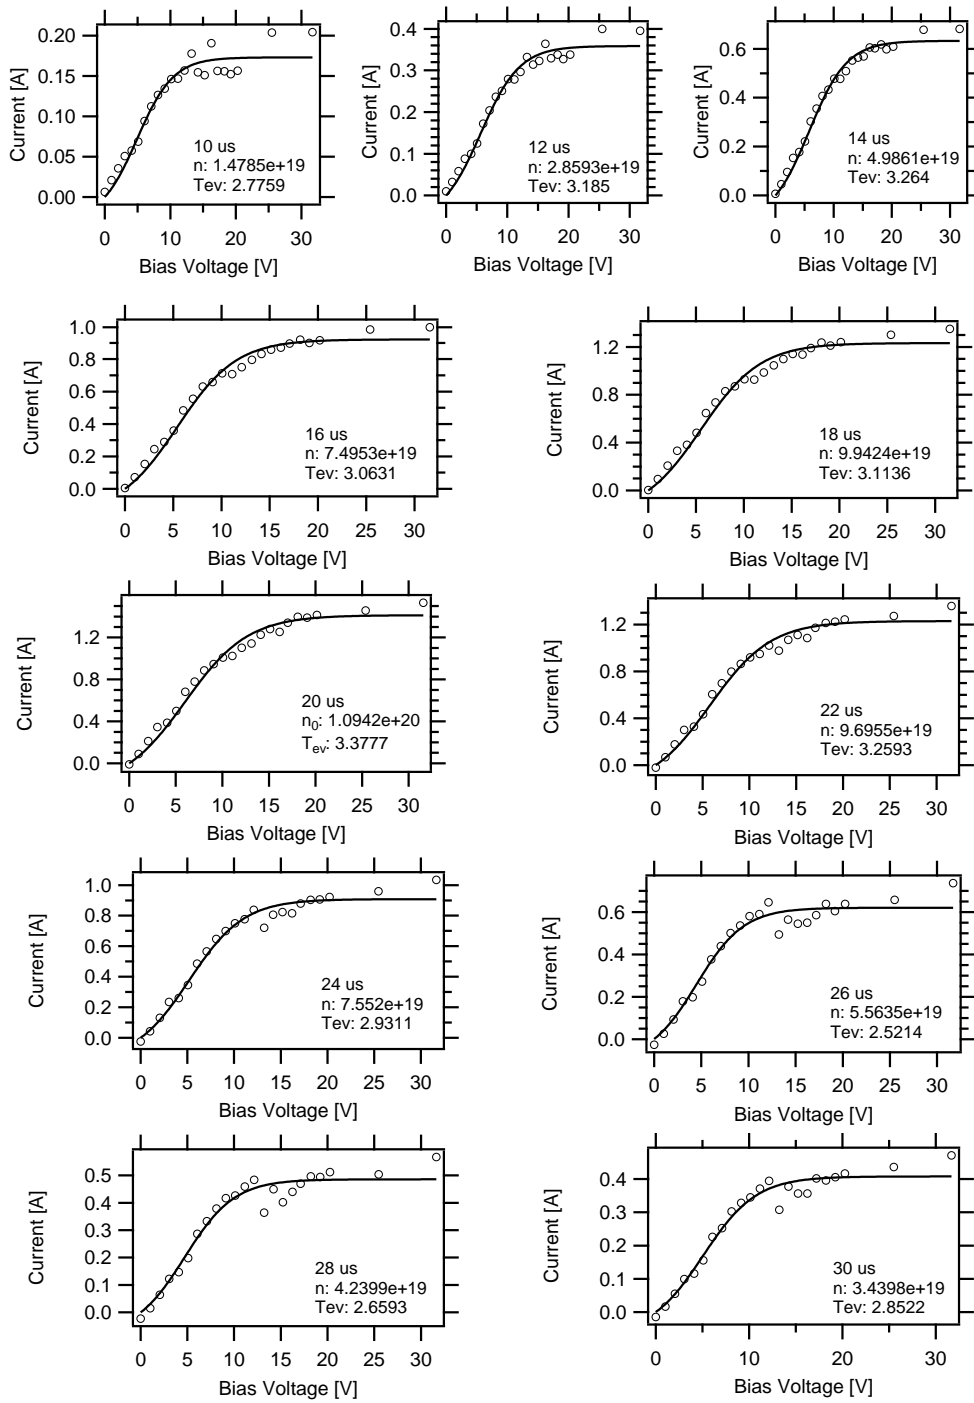 0.20
0.15
0.10
0.05
0.00
Current [A]
10 us
n: 1.4785e+19
Tev: 2.7759
0 10 20 30
Bias Voltage [V]
0.4
0.3
0.2
0.1
0.0
Current [A]
12 us
n: 2.8593e+19
Tev: 3.185
0 10 20 30
Bias Voltage [V]
0.6
0.4
0.2
0.0
Current [A]
14 us
n: 4.9861e+19
Tev: 3.264
0 10 20 30
Bias Voltage [V]
1.0
0.8
0.6
0.4
0.2
0.0
Current [A]
16 us
n: 7.4953e+19
Tev: 3.0631
0 5 10 15 20 25 30
Bias Voltage [V]
1.2
0.8
0.4
0.0
Current [A]
18 us
n: 9.9424e+19
Tev: 3.1136
0 5 10 15 20 25 30
Bias Voltage [V]
1.2
0.8
0.4
0.0
Current [A]
20 us
n0: 1.0942e+20
Tev: 3.3777
0 5 10 15 20 25 30
Bias Voltage [V]
1.2
0.8
0.4
0.0
Current [A]
22 us
n: 9.6955e+19
Tev: 3.2593
0 5 10 15 20 25 30
Bias Voltage [V]
1.0
0.8
0.6
0.4
0.2
0.0
Current [A]
24 us
n: 7.552e+19
Tev: 2.9311
0 5 10 15 20 25 30
Bias Voltage [V]
0.6
0.4
0.2
0.0
Current [A]
26 us
n: 5.5635e+19
Tev: 2.5214
0 5 10 15 20 25 30
Bias Voltage [V]
0.5
0.4
0.3
0.2
0.1
0.0
Current [A]
28 us
n: 4.2399e+19
Tev: 2.6593
0 5 10 15 20 25 30
Bias Voltage [V]
0.4
0.3
0.2
0.1
0.0
Current [A]
30 us
n: 3.4398e+19
Tev: 2.8522
0 5 10 15 20 25 30
Bias Voltage [V]